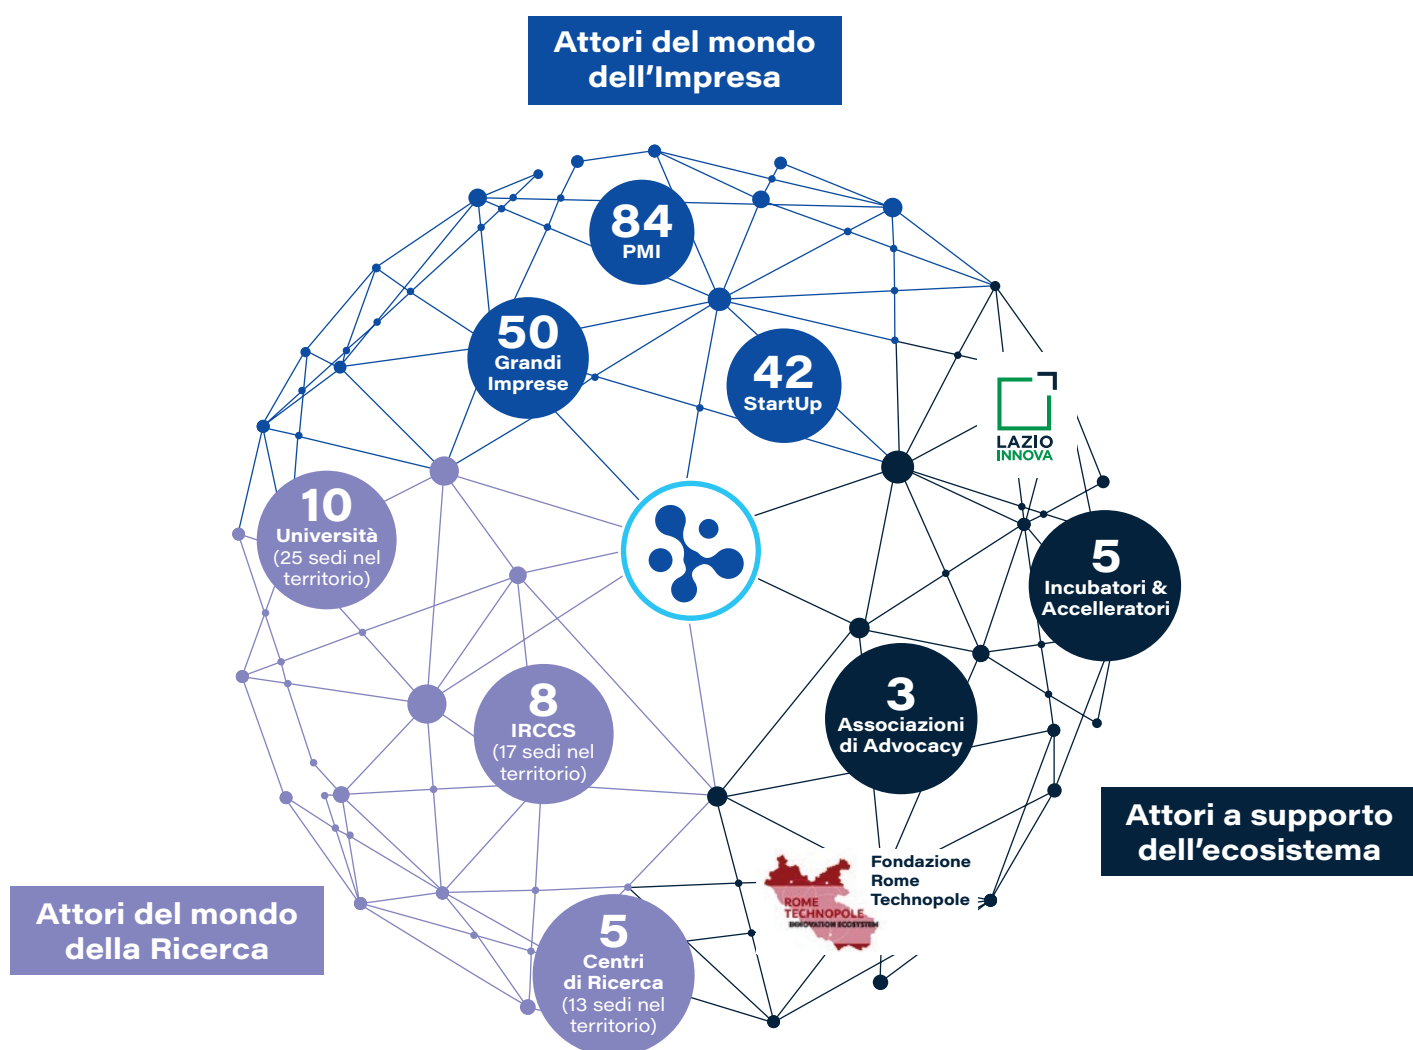 Attori del mondo
dell'Impresa
84
PMI
50
Grandi
Imprese
42
StartUp
LAZIO
INNOVA
10
Università
(25 sedi nel
territorio)
5
Incubatori &
Accelleratori
8
IRCCS
(17 sedi nel
territorio)
3
Associazioni
di Advocacy
Attori a supporto
dell'ecosistema
Fondazione
Rome
Technopole
ROME
TECHNOPOLE
INNOVATION ECOSYSTEM
Attori del mondo
della Ricerca
5
Centri
di Ricerca
(13 sedi nel
territorio)